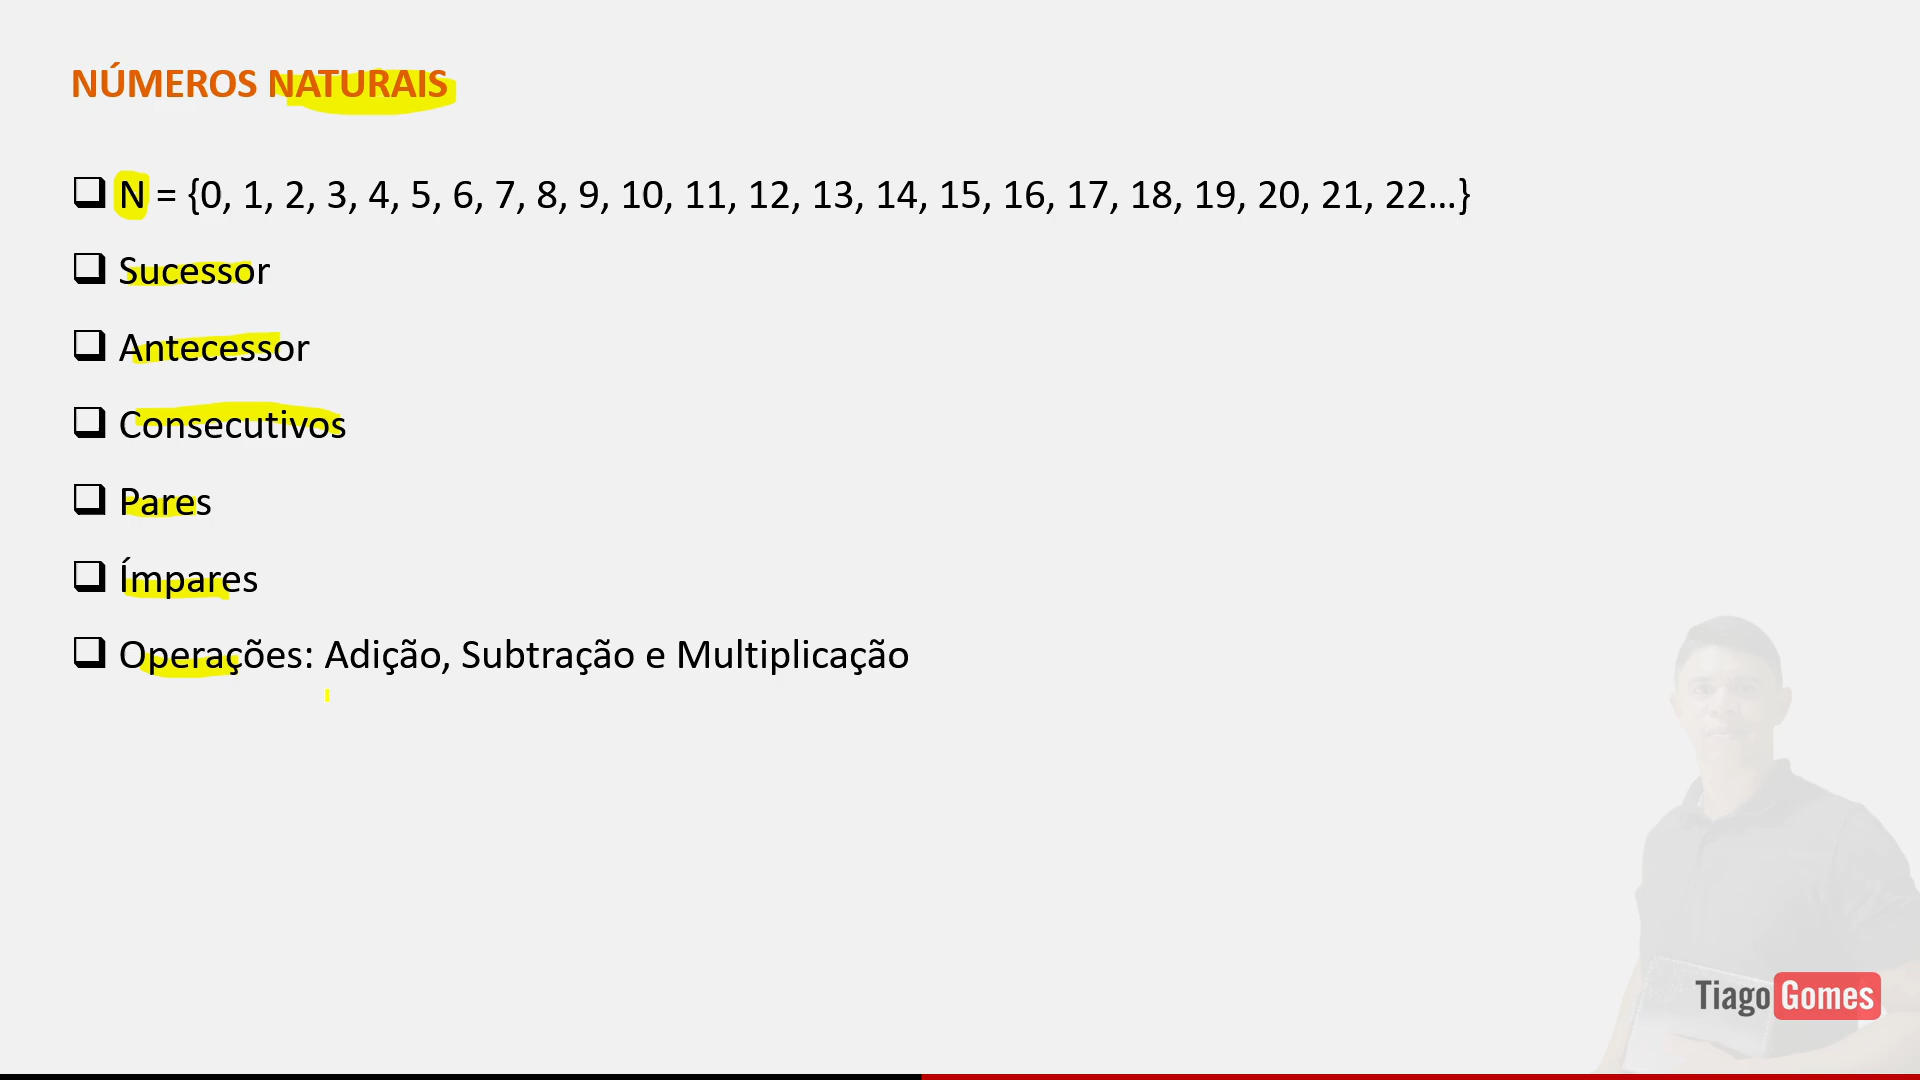 NÚMEROS NATURAIS
N = {0, 1, 2, 3, 4, 5, 6, 7, 8, 9, 10, 11, 12, 13, 14, 15, 16, 17, 18, 19, 20, 21, 22...}
Sucessor
Antecessor
Consecutivos
Pares
Ímpares
Operações: Adição, Subtração e Multiplicação
Tiago Gomes